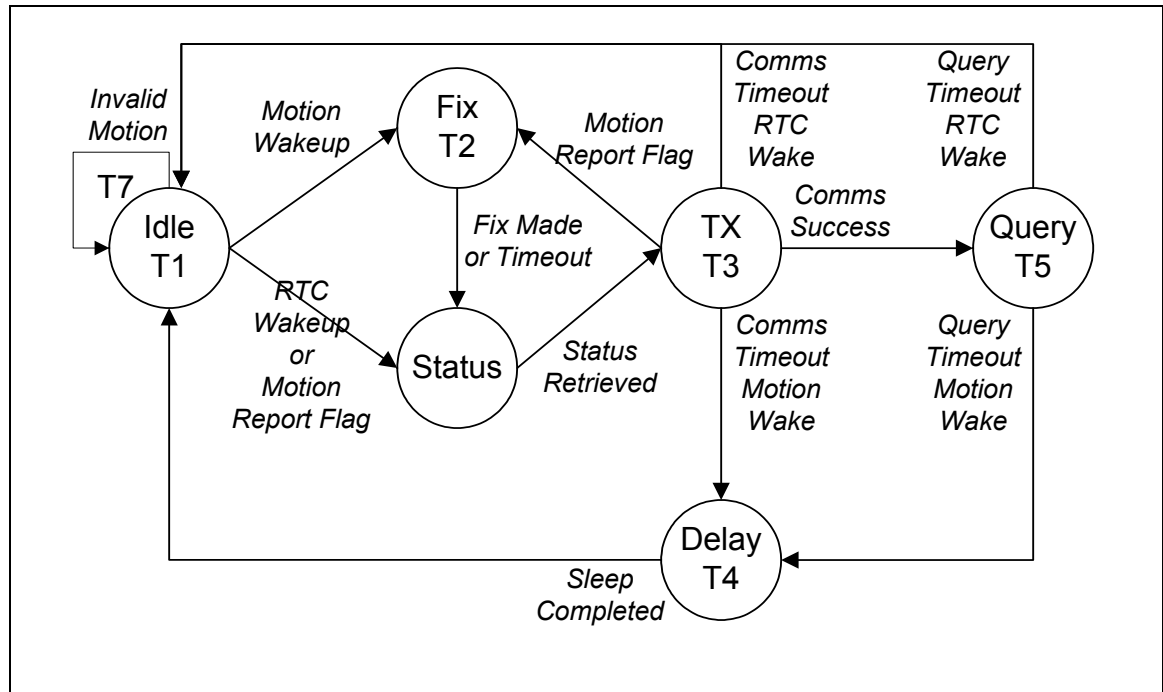 Invalid
Motion
T7
Idle
T1
Motion
Wakeup
Fix
T2
Motion
Report Flag
Fix Made
or Timeout
RTC
Wakeup
or
Motion
Report Flag
Status
Status
Retrieved
TX
T3
Comms
Timeout
RTC
Wake
Comms
Success
Query
Timeout
RTC
Wake
Query
T5
Comms
Timeout
Motion
Wake
Query
Timeout
Motion
Wake
Delay
T4
Sleep
Completed